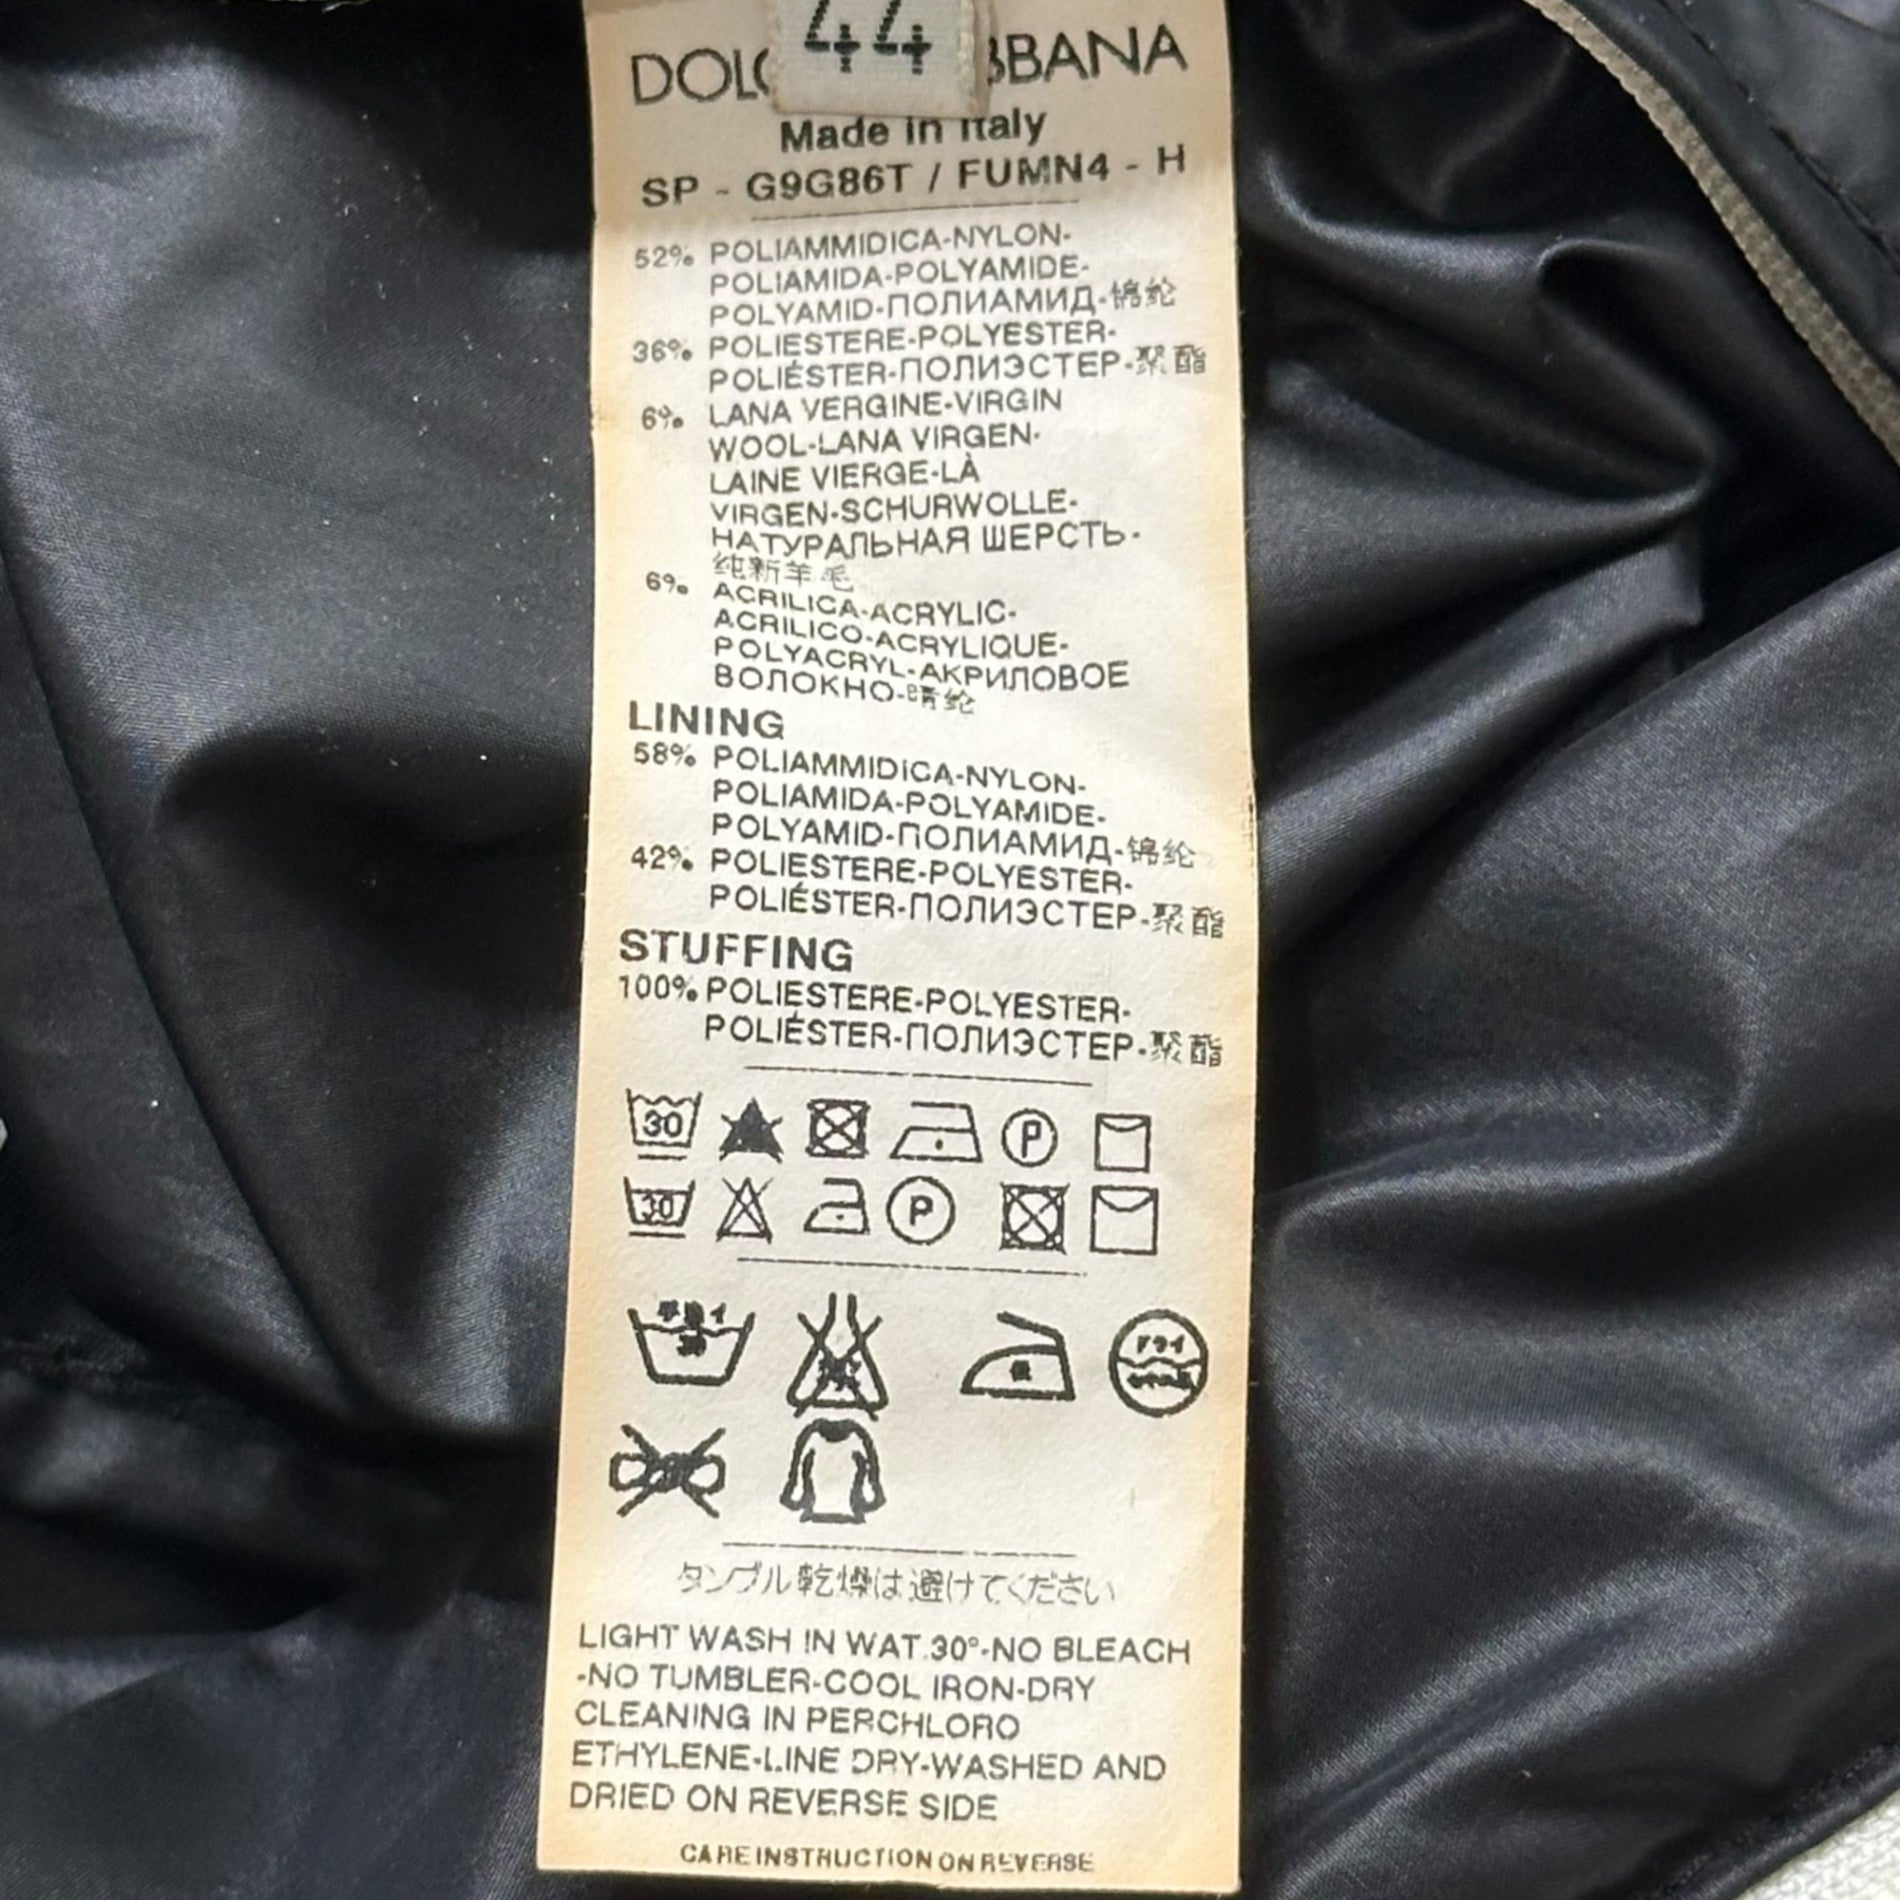 44
DOLC BBANA
Made in Italy
SP - G9G86T / FUMN4 - H
52% POLIAMMIDICA-NYLON-
POLIAMIDA-POLYAMIDE-
POLYAMID-ПОЛИАМИД-锦纶
36% POLIESTERE-POLYESTER-
POLIÉSTER-ПОЛИЭСТЕР-聚酯
6% LANA VERGINE-VIRGIN
WOOL-LANA VIRGEN-
LAINE VIERGE-LÀ
VIRGEN-SCHURWOLLE-
НАТУРАЛЬНАЯ ШЕРСТЬ-
纯新羊毛
6% ACRILICA-ACRYLIC-
ACRILICO-ACRYLIQUE-
POLYACRYL-АКРИЛОВОЕ
ВОЛОКНО-晴纶
LINING
58% POLIAMMIDICA-NYLON-
POLIAMIDA-POLYAMIDE-
POLYAMID-ПОЛИАМИД-锦纶
42% POLIESTERE-POLYESTER-
POLIÉSTER-ПОЛИЭСТЕР-聚酯
STUFFING
100% POLIESTERE-POLYESTER-
POLIÉSTER-ПОЛИЭСТЕР-聚酯
30 P
30 P
30 ドライ
タンブル乾燥は避けてください
LIGHT WASH IN WAT.30°-NO BLEACH
-NO TUMBLER-COOL IRON-DRY
CLEANING IN PERCHLORO
ETHYLENE-LINE DRY-WASHED AND
DRIED ON REVERSE SIDE
CARE INSTRUCTION ON REVERSE